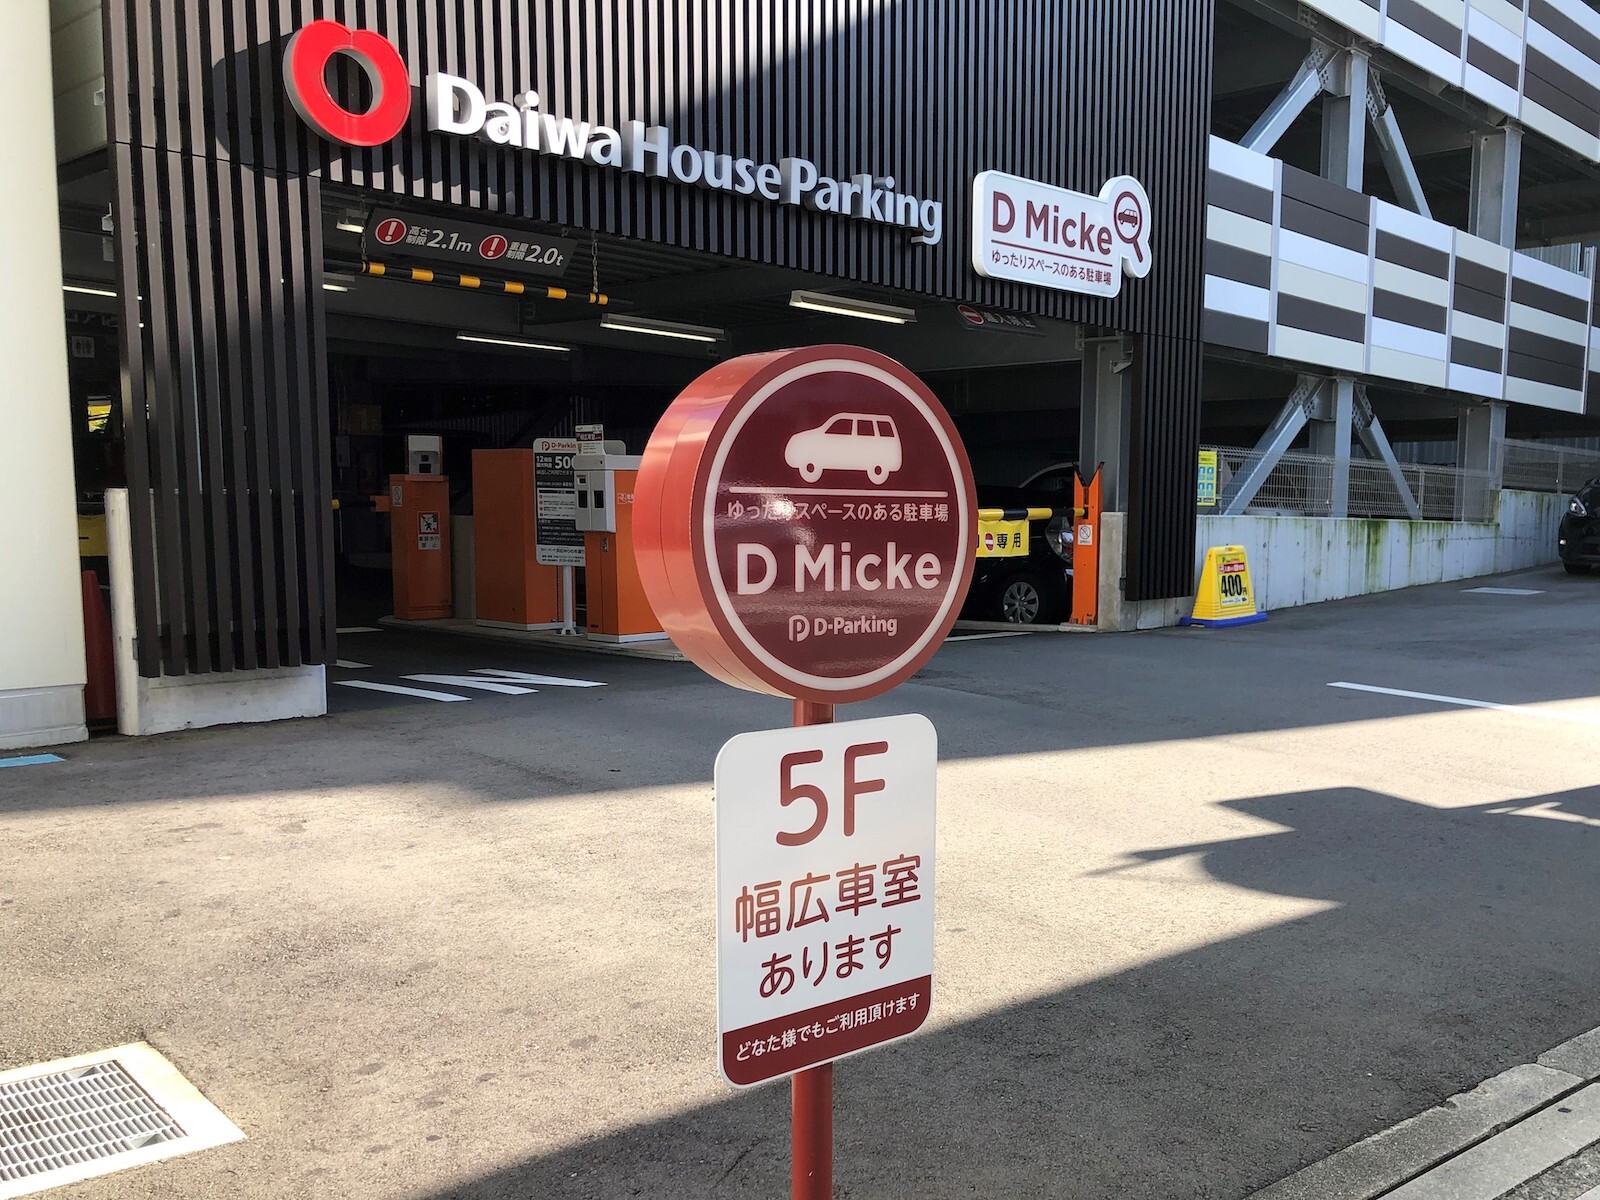 Daiwa House Parking
D Micke
ゆったりスペースのある駐車場
高さ
制限 2.1m
重量
制限 2.0t
D-Parking
500
専用
400
ゆったりスペースのある駐車場
D Micke
D-Parking
5F
幅広車室
あります
どなた様でもご利用頂けます